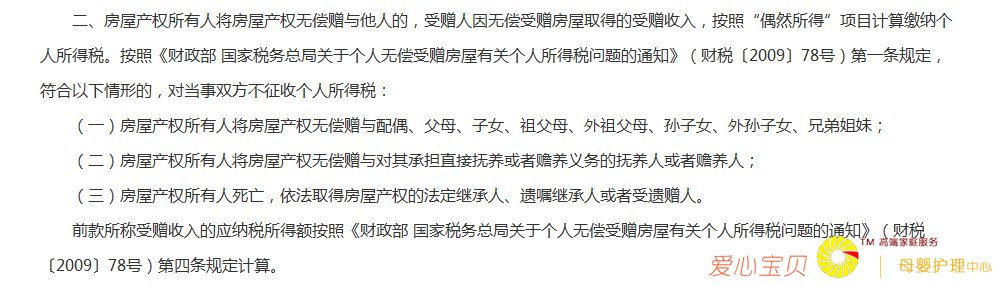 二、房屋产权所有人将房屋产权无偿赠与他人的，受赠人因无偿受赠房屋取得的受赠收入，按照“偶然所得”项目计算缴纳个
人所得税。按照《财政部 国家税务总局关于个人无偿受赠房屋有关个人所得税问题的通知》（财税〔2009〕78号）第一条规定，
符合以下情形的，对当事双方不征收个人所得税：
（一）房屋产权所有人将房屋产权无偿赠与配偶、父母、子女、祖父母、外祖父母、孙子女、外孙子女、兄弟姐妹；
（二）房屋产权所有人将房屋产权无偿赠与对其承担直接抚养或者赡养义务的抚养人或者赡养人；
（三）房屋产权所有人死亡，依法取得房屋产权的法定继承人、遗嘱继承人或者受遗赠人。
前款所称受赠收入的应纳税所得额按照《财政部 国家税务总局关于个人无偿受赠房屋有关个人所得税问题的通知》（财税
〔2009〕78号）第四条规定计算。
爱心宝贝 TM 高端家庭服务
母婴护理中心